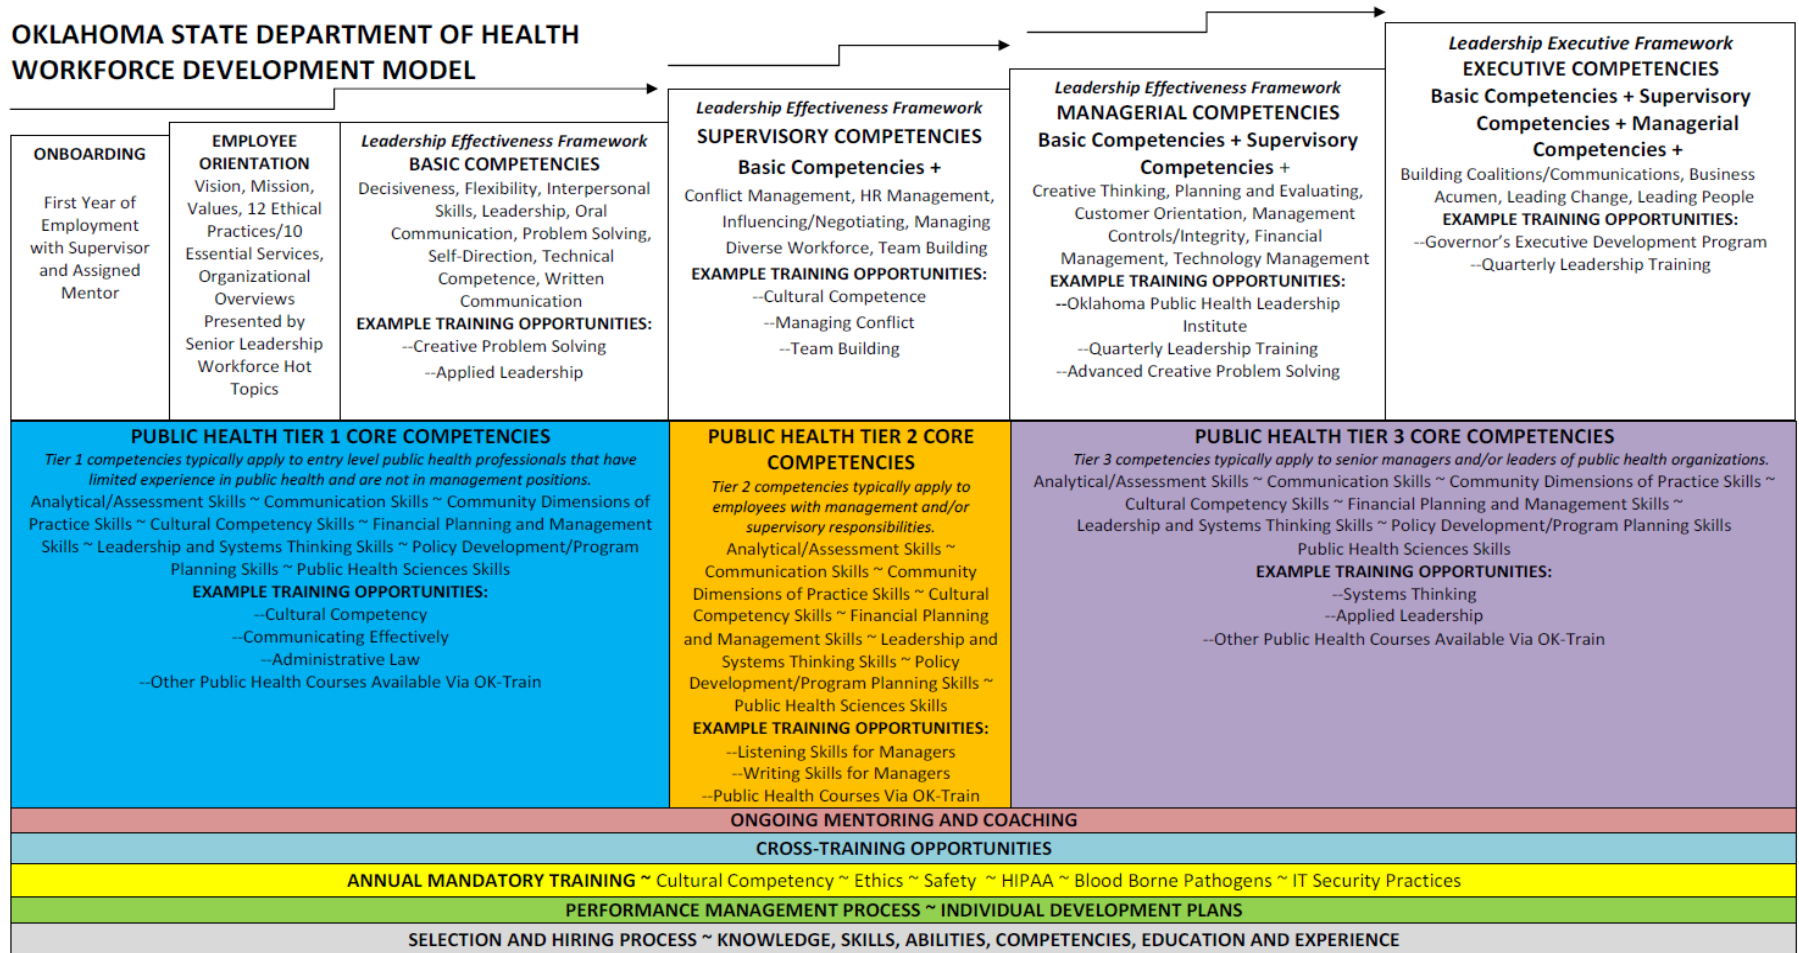 OKLAHOMA STATE DEPARTMENT OF HEALTH
WORKFORCE DEVELOPMENT MODEL
ONBOARDING
First Year of
Employment
with Supervisor
and Assigned
Mentor
EMPLOYEE
ORIENTATION
Vision, Mission,
Values, 12 Ethical
Practices/10
Essential Services,
Organizational
Overviews
Presented by
Senior Leadership
Workforce Hot
Topics
Leadership Effectiveness Framework
BASIC COMPETENCIES
Decisiveness, Flexibility, Interpersonal
Skills, Leadership, Oral
Communication, Problem Solving,
Self-Direction, Technical
Competence, Written
Communication
EXAMPLE TRAINING OPPORTUNITIES:
--Creative Problem Solving
--Applied Leadership
Leadership Effectiveness Framework
SUPERVISORY COMPETENCIES
Basic Competencies +
Conflict Management, HR Management,
Influencing/Negotiating, Managing
Diverse Workforce, Team Building
EXAMPLE TRAINING OPPORTUNITIES:
--Cultural Competence
--Managing Conflict
--Team Building
Leadership Effectiveness Framework
MANAGERIAL COMPETENCIES
Basic Competencies + Supervisory
Competencies +
Creative Thinking, Planning and Evaluating,
Customer Orientation, Management
Controls/Integrity, Financial
Management, Technology Management
EXAMPLE TRAINING OPPORTUNITIES:
--Oklahoma Public Health Leadership
Institute
--Quarterly Leadership Training
--Advanced Creative Problem Solving
Leadership Executive Framework
EXECUTIVE COMPETENCIES
Basic Competencies + Supervisory
Competencies + Managerial
Competencies +
Building Coalitions/Communications, Business
Acumen, Leading Change, Leading People
EXAMPLE TRAINING OPPORTUNITIES:
--Governor's Executive Development Program
--Quarterly Leadership Training
PUBLIC HEALTH TIER 1 CORE COMPETENCIES
Tier 1 competencies typically apply to entry level public health professionals that have
limited experience in public health and are not in management positions.
Analytical/Assessment Skills ~ Communication Skills ~ Community Dimensions of
Practice Skills ~ Cultural Competency Skills ~ Financial Planning and Management
Skills ~ Leadership and Systems Thinking Skills ~ Policy Development/Program
Planning Skills ~ Public Health Sciences Skills
EXAMPLE TRAINING OPPORTUNITIES:
--Cultural Competency
--Communicating Effectively
--Administrative Law
--Other Public Health Courses Available Via OK-Train
PUBLIC HEALTH TIER 2 CORE
COMPETENCIES
Tier 2 competencies typically apply to
employees with management and/or
supervisory responsibilities.
Analytical/Assessment Skills ~
Communication Skills ~ Community
Dimensions of Practice Skills ~ Cultural
Competency Skills ~ Financial Planning
and Management Skills ~ Leadership and
Systems Thinking Skills ~ Policy
Development/Program Planning Skills ~
Public Health Sciences Skills
EXAMPLE TRAINING OPPORTUNITIES:
--Listening Skills for Managers
--Writing Skills for Managers
--Public Health Courses Via OK-Train
PUBLIC HEALTH TIER 3 CORE COMPETENCIES
Tier 3 competencies typically apply to senior managers and/or leaders of public health organizations.
Analytical/Assessment Skills ~ Communication Skills ~ Community Dimensions of Practice Skills ~
Cultural Competency Skills ~ Financial Planning and Management Skills ~
Leadership and Systems Thinking Skills ~ Policy Development/Program Planning Skills
Public Health Sciences Skills
EXAMPLE TRAINING OPPORTUNITIES:
--Systems Thinking
--Applied Leadership
--Other Public Health Courses Available Via OK-Train
ONGOING MENTORING AND COACHING
CROSS-TRAINING OPPORTUNITIES
ANNUAL MANDATORY TRAINING ~ Cultural Competency ~ Ethics ~ Safety ~ HIPAA ~ Blood Borne Pathogens ~ IT Security Practices
PERFORMANCE MANAGEMENT PROCESS ~ INDIVIDUAL DEVELOPMENT PLANS
SELECTION AND HIRING PROCESS ~ KNOWLEDGE, SKILLS, ABILITIES, COMPETENCIES, EDUCATION AND EXPERIENCE